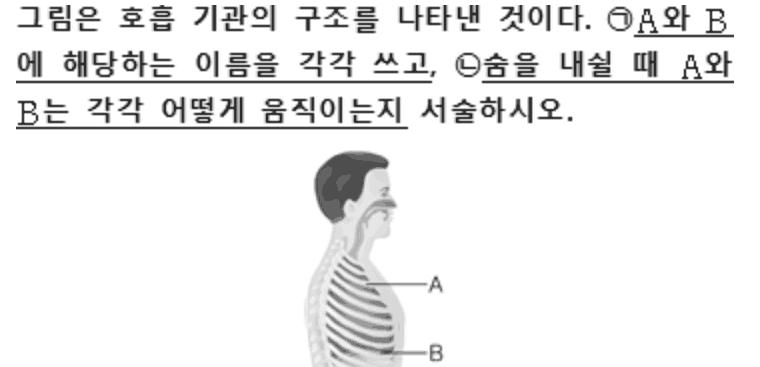 그림은 호흡 기관의 구조를 나타낸 것이다. ㉠A와 B
에 해당하는 이름을 각각 쓰고, ㉡숨을 내쉴 때 A와
B는 각각 어떻게 움직이는지 서술하시오.
A
B